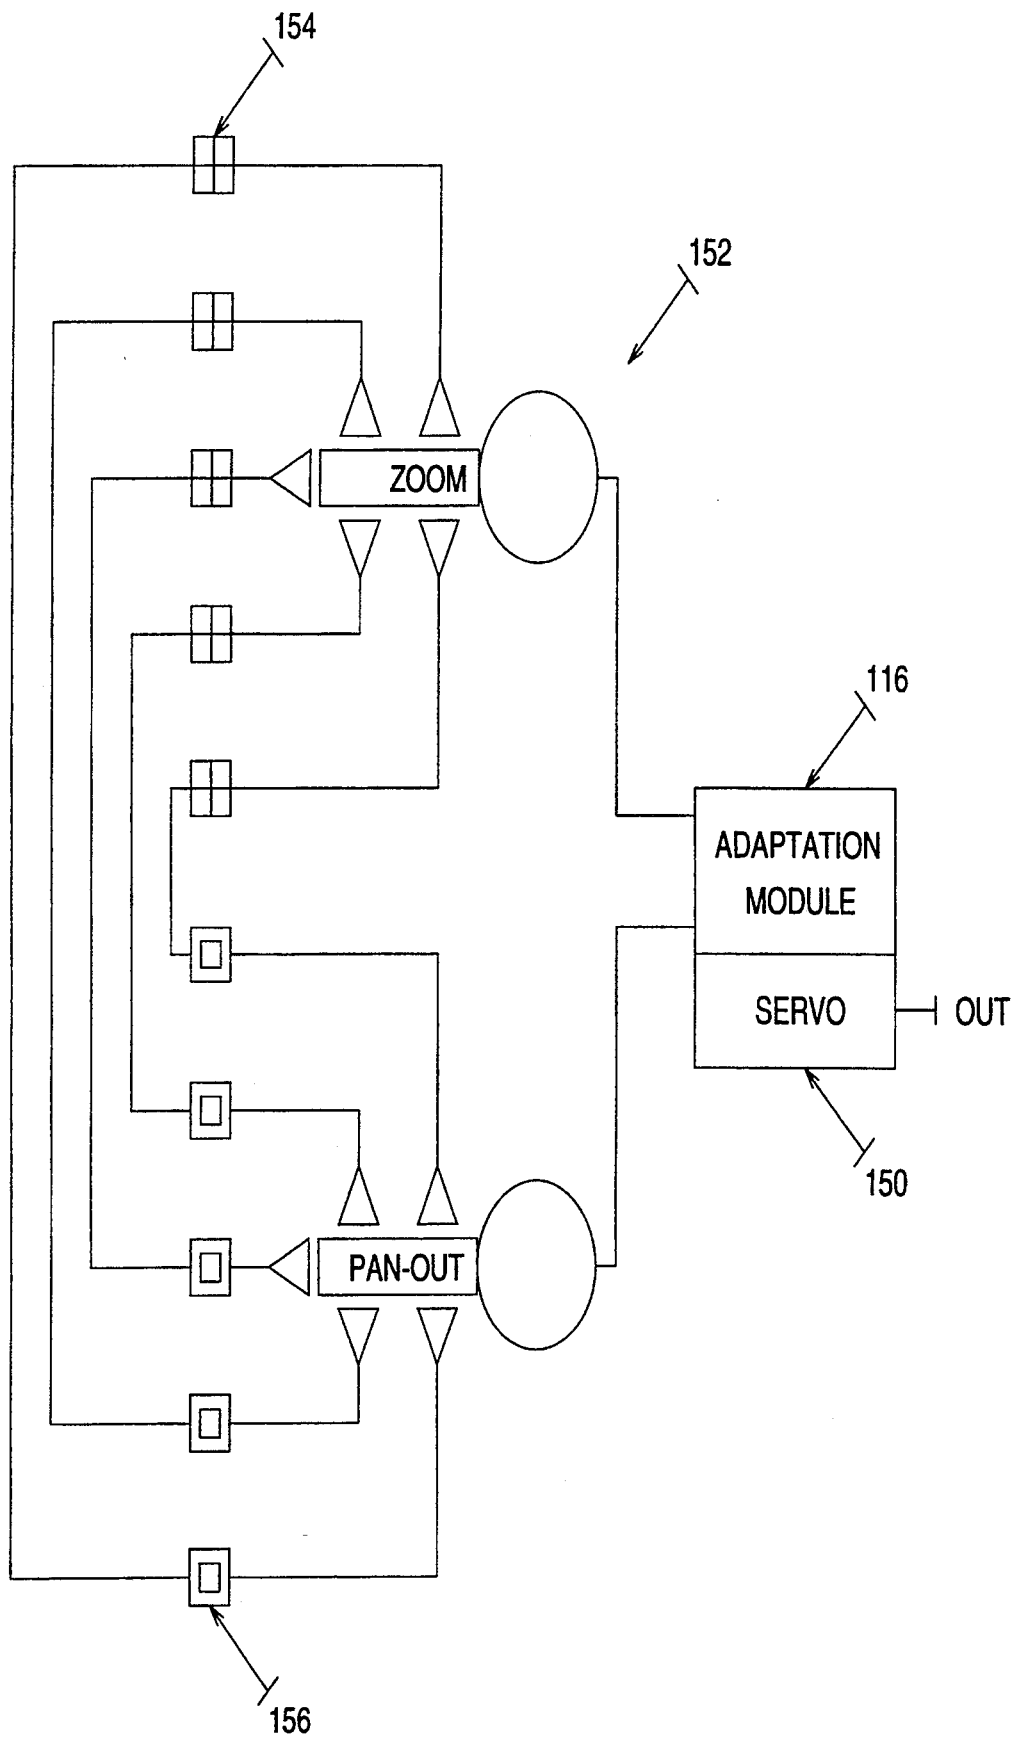 154
152
ZOOM
116
ADAPTATION
MODULE
SERVO
OUT
150
PAN-OUT
156